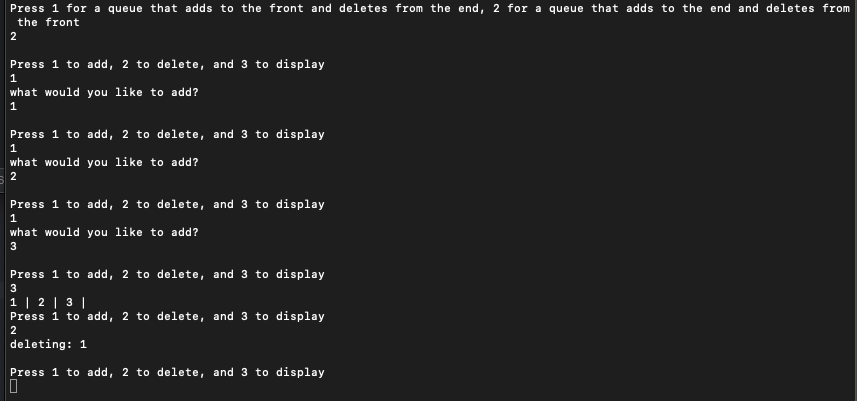 Press 1 for a queue that adds to the front and deletes from the end, 2 for a queue that adds to the end and deletes from
the front
2
Press 1 to add, 2 to delete, and 3 to display
1
what would you like to add?
1
Press 1 to add, 2 to delete, and 3 to display
1
what would you like to add?
2
Press 1 to add, 2 to delete, and 3 to display
1
what would you like to add?
3
Press 1 to add, 2 to delete, and 3 to display
3
1 | 2 | 3 |
Press 1 to add, 2 to delete, and 3 to display
2
deleting: 1
Press 1 to add, 2 to delete, and 3 to display